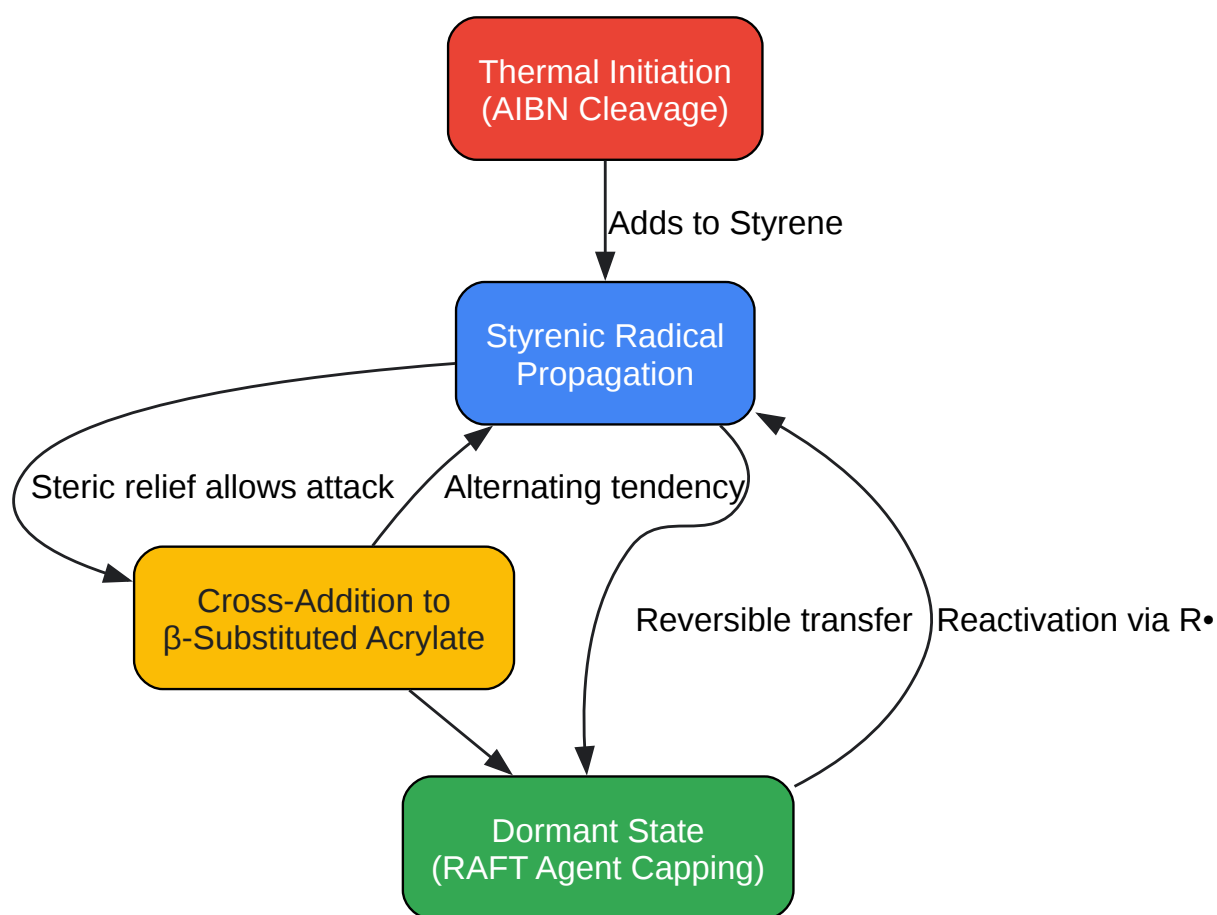 Thermal Initiation
(AIBN Cleavage)
Adds to Styrene
Styrenic Radical
Propagation
Steric relief allows attack
Alternating tendency
Cross-Addition to
β-Substituted Acrylate
Reversible transfer
Reactivation via R•
Dormant State
(RAFT Agent Capping)